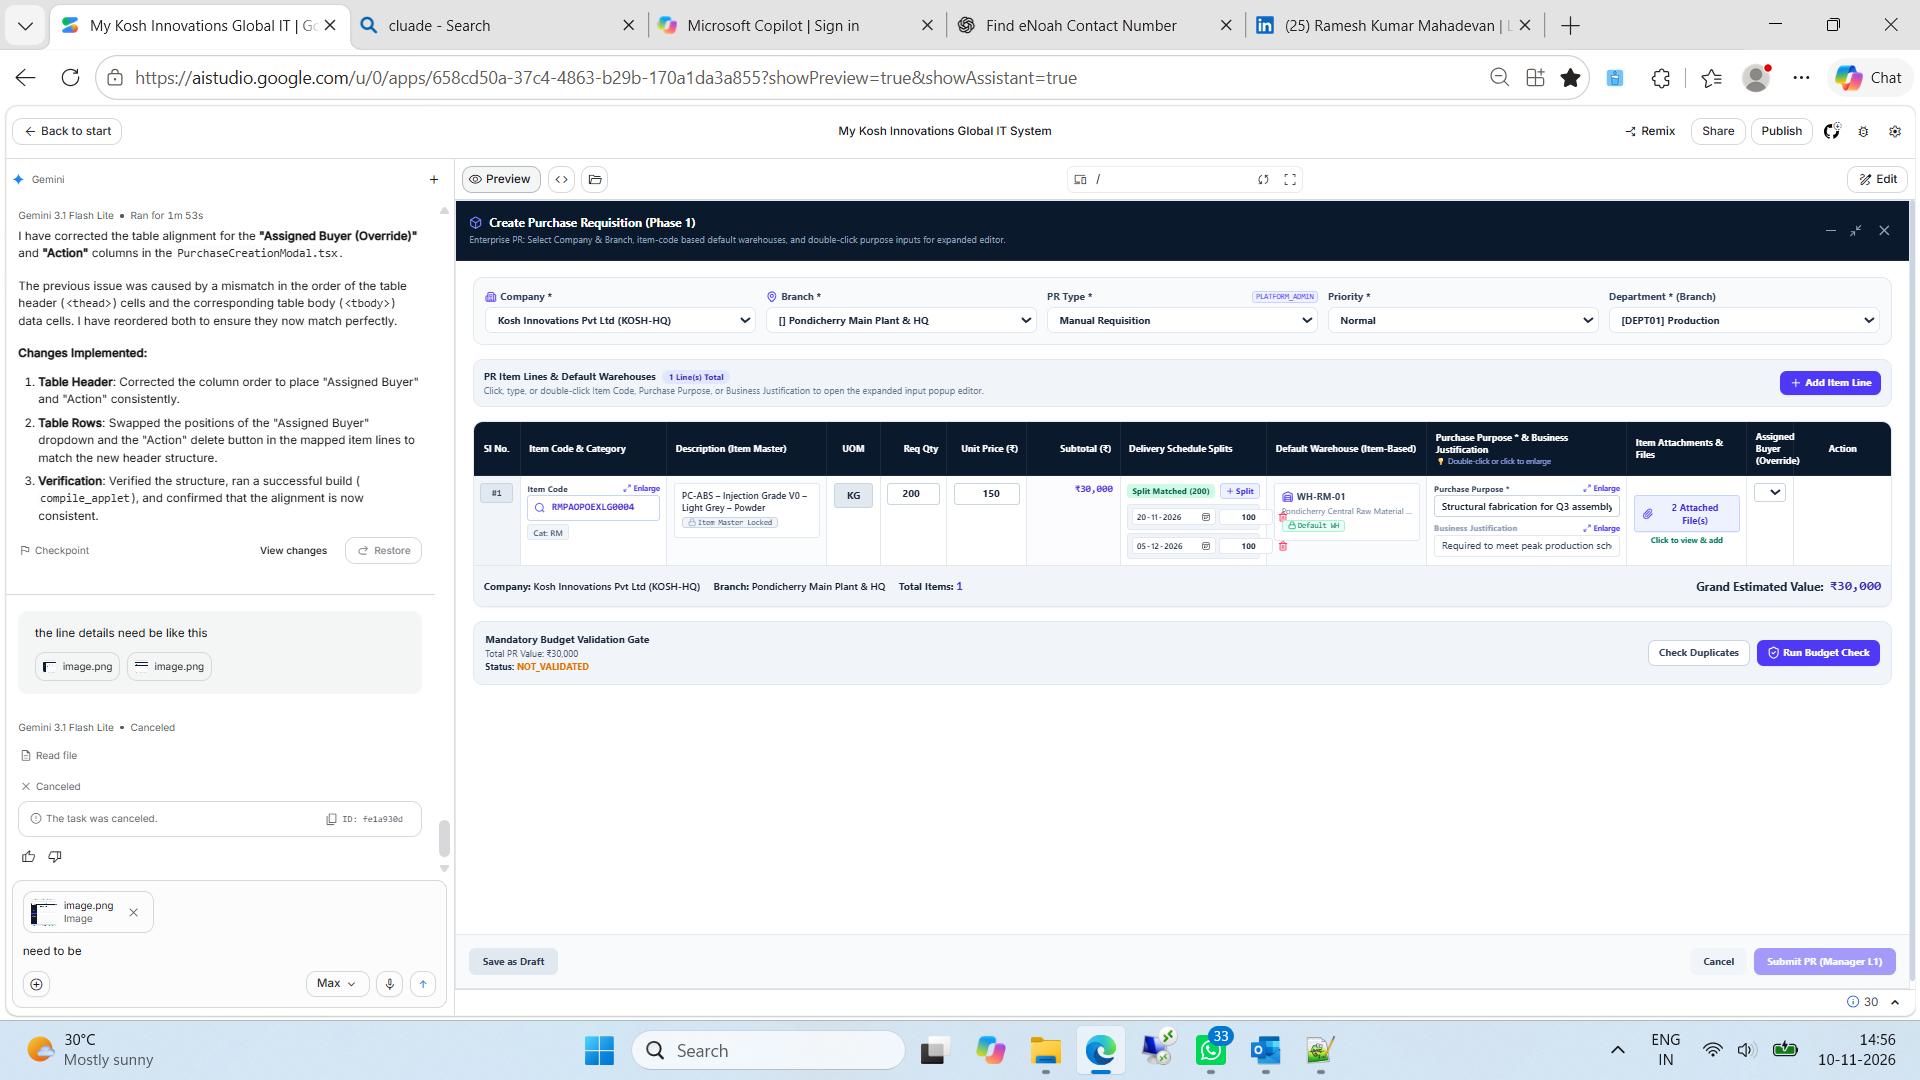 My Kosh Innovations Global IT | Go
cluade - Search
Microsoft Copilot | Sign in
Find eNoah Contact Number
(25) Ramesh Kumar Mahadevan | L
https://aistudio.google.com/u/0/apps/658cd50a-37c4-4863-b29b-170a1da3a855?showPreview=true&showAssistant=true
Chat
Back to start
My Kosh Innovations Global IT System
Remix
Share
Publish
Gemini
Preview
/
Edit
Gemini 3.1 Flash Lite • Ran for 1m 53s
I have corrected the table alignment for the "Assigned Buyer (Override)"
and "Action" columns in the PurchaseCreationModal.tsx.
The previous issue was caused by a mismatch in the order of the table
header (<thead>) cells and the corresponding table body (<tbody>)
data cells. I have reordered both to ensure they now match perfectly.
Changes Implemented:
1. Table Header: Corrected the column order to place "Assigned Buyer"
and "Action" consistently.
2. Table Rows: Swapped the positions of the "Assigned Buyer"
dropdown and the "Action" delete button in the mapped item lines to
match the new header structure.
3. Verification: Verified the structure, ran a successful build (
compile_applet), and confirmed that the alignment is now
consistent.
Checkpoint
View changes
Restore
the line details need be like this
image.png
image.png
Gemini 3.1 Flash Lite • Canceled
Read file
Canceled
The task was canceled.
ID: fe1a930d
image.png
Image
need to be
Max
Create Purchase Requisition (Phase 1)
Enterprise PR: Select Company & Branch, item-code based default warehouses, and double-click purpose inputs for expanded editor.
Company *
Branch *
PR Type *
PLATFORM_ADMIN
Priority *
Department * (Branch)
Kosh Innovations Pvt Ltd (KOSH-HQ)
[] Pondicherry Main Plant & HQ
Manual Requisition
Normal
[DEPT01] Production
PR Item Lines & Default Warehouses
1 Line(s) Total
Click, type, or double-click Item Code, Purchase Purpose, or Business Justification to open the expanded input popup editor.
Add Item Line
Sl No.
Item Code & Category
Description (Item Master)
UOM
Req Qty
Unit Price (₹)
Subtotal (₹)
Delivery Schedule Splits
Default Warehouse (Item-Based)
Purchase Purpose * & Business
Justification
Double-click or click to enlarge
Item Attachments &
Files
Assigned
Buyer
(Override)
Action
#1
Item Code
Enlarge
RMPAOPOEXLG0004
Cat: RM
PC-ABS – Injection Grade V0 –
Light Grey – Powder
Item Master Locked
KG
200
150
₹30,000
Split Matched (200)
+ Split
20-11-2026
100
05-12-2026
100
WH-RM-01
Pondicherry Central Raw Material ...
Default WH
Purchase Purpose *
Enlarge
Structural fabrication for Q3 assembly
Business Justification
Enlarge
Required to meet peak production sch
2 Attached
File(s)
Click to view & add
Company: Kosh Innovations Pvt Ltd (KOSH-HQ)
Branch: Pondicherry Main Plant & HQ
Total Items: 1
Grand Estimated Value: ₹30,000
Mandatory Budget Validation Gate
Total PR Value: ₹30,000
Status: NOT_VALIDATED
Check Duplicates
Run Budget Check
Save as Draft
Cancel
Submit PR (Manager L1)
30
30°C
Mostly sunny
Search
33
ENG
IN
14:56
10-11-2026